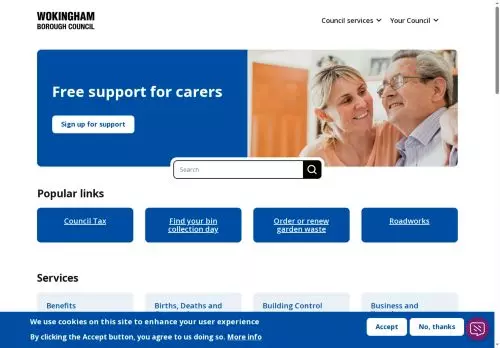 WOKINGHAM
BOROUGH COUNCIL
Council services
Your Council
Free support for carers
Sign up for support
Search
Popular links
Council Tax
Find your bin
collection day
Order or renew
garden waste
Roadworks
Services
Benefits
Births, Deaths and
Building Control
Business and
We use cookies on this site to enhance your user experience
By clicking the Accept button, you agree to us doing so. More info
Accept
No, thanks